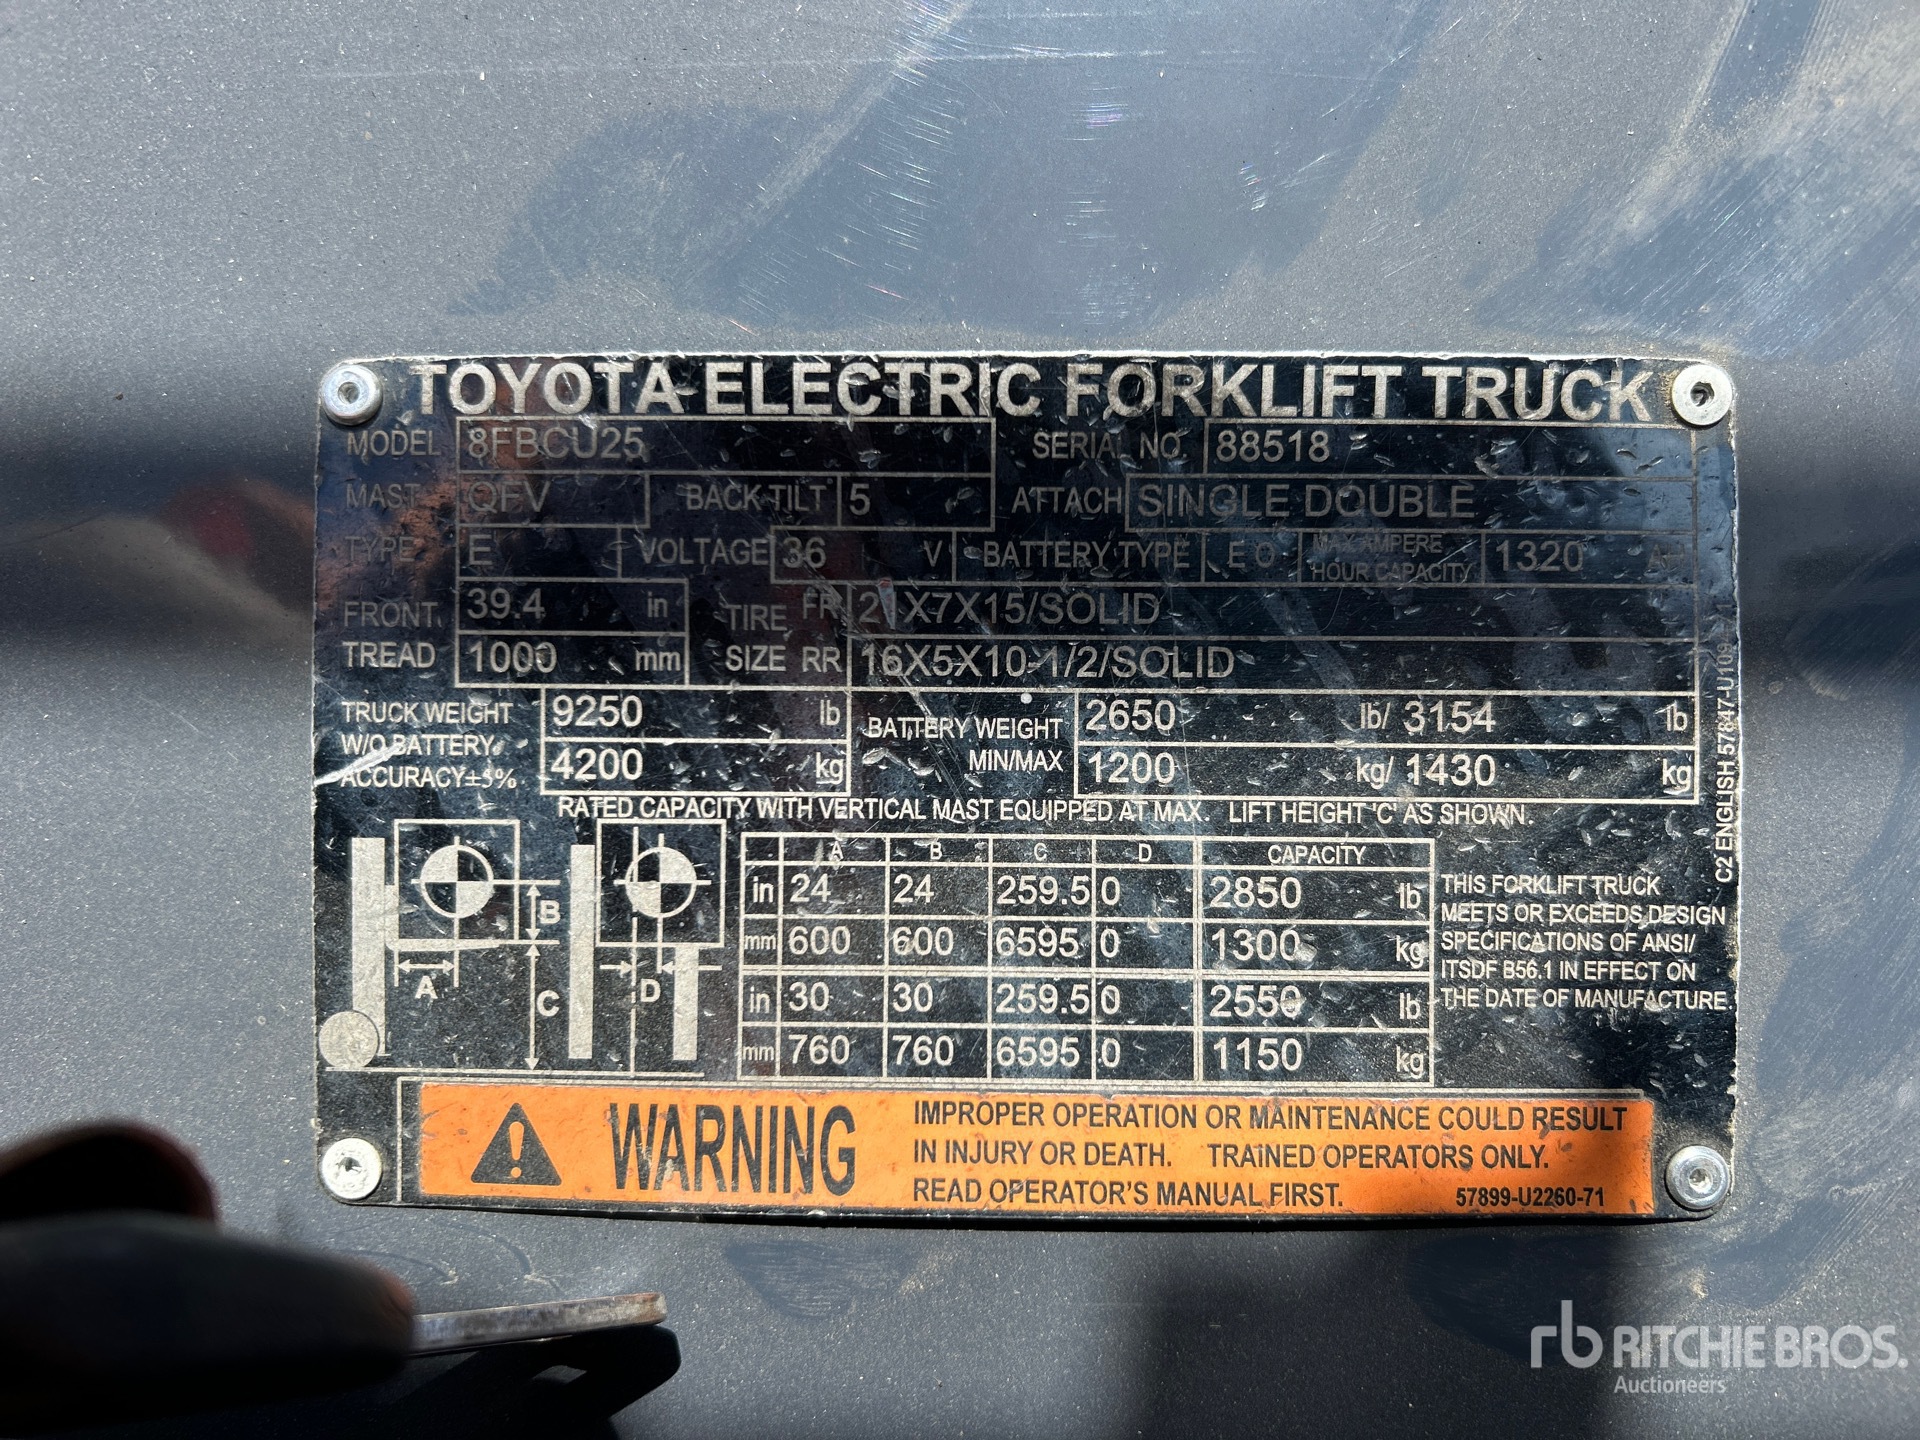 TOYOTA ELECTRIC FORKLIFT TRUCK
MODEL 8FBCU25 SERIAL NO. 88518
MAST QFV BACK TILT 5 ATTACH SINGLE DOUBLE
TYPE E VOLTAGE 36 V BATTERY TYPE E O MAX AMPERE HOUR CAPACITY 1320 AH
FRONT TREAD 39.4 in TIRE SIZE FR 21X7X15/SOLID
1000 mm RR 16X5X10-1/2/SOLID
TRUCK WEIGHT 9250 lb BATTERY WEIGHT 2650 lb/ 3154 lb
W/O BATTERY
ACCURACY±5% 4200 kg MIN/MAX 1200 kg/ 1430 kg
RATED CAPACITY WITH VERTICAL MAST EQUIPPED AT MAX. LIFT HEIGHT 'C' AS SHOWN.
A B C D CAPACITY
in 24 24 259.5 0 2850 lb
mm 600 600 6595 0 1300 kg
in 30 30 259.5 0 2550 lb
mm 760 760 6595 0 1150 kg
B
A
C
D
THIS FORKLIFT TRUCK
MEETS OR EXCEEDS DESIGN
SPECIFICATIONS OF ANSI/
ITSDF B56.1 IN EFFECT ON
THE DATE OF MANUFACTURE.
WARNING
IMPROPER OPERATION OR MAINTENANCE COULD RESULT
IN INJURY OR DEATH. TRAINED OPERATORS ONLY.
READ OPERATOR'S MANUAL FIRST. 57899-U2260-71
C2 ENGLISH
rb RITCHIE BROS.
Auctioneers